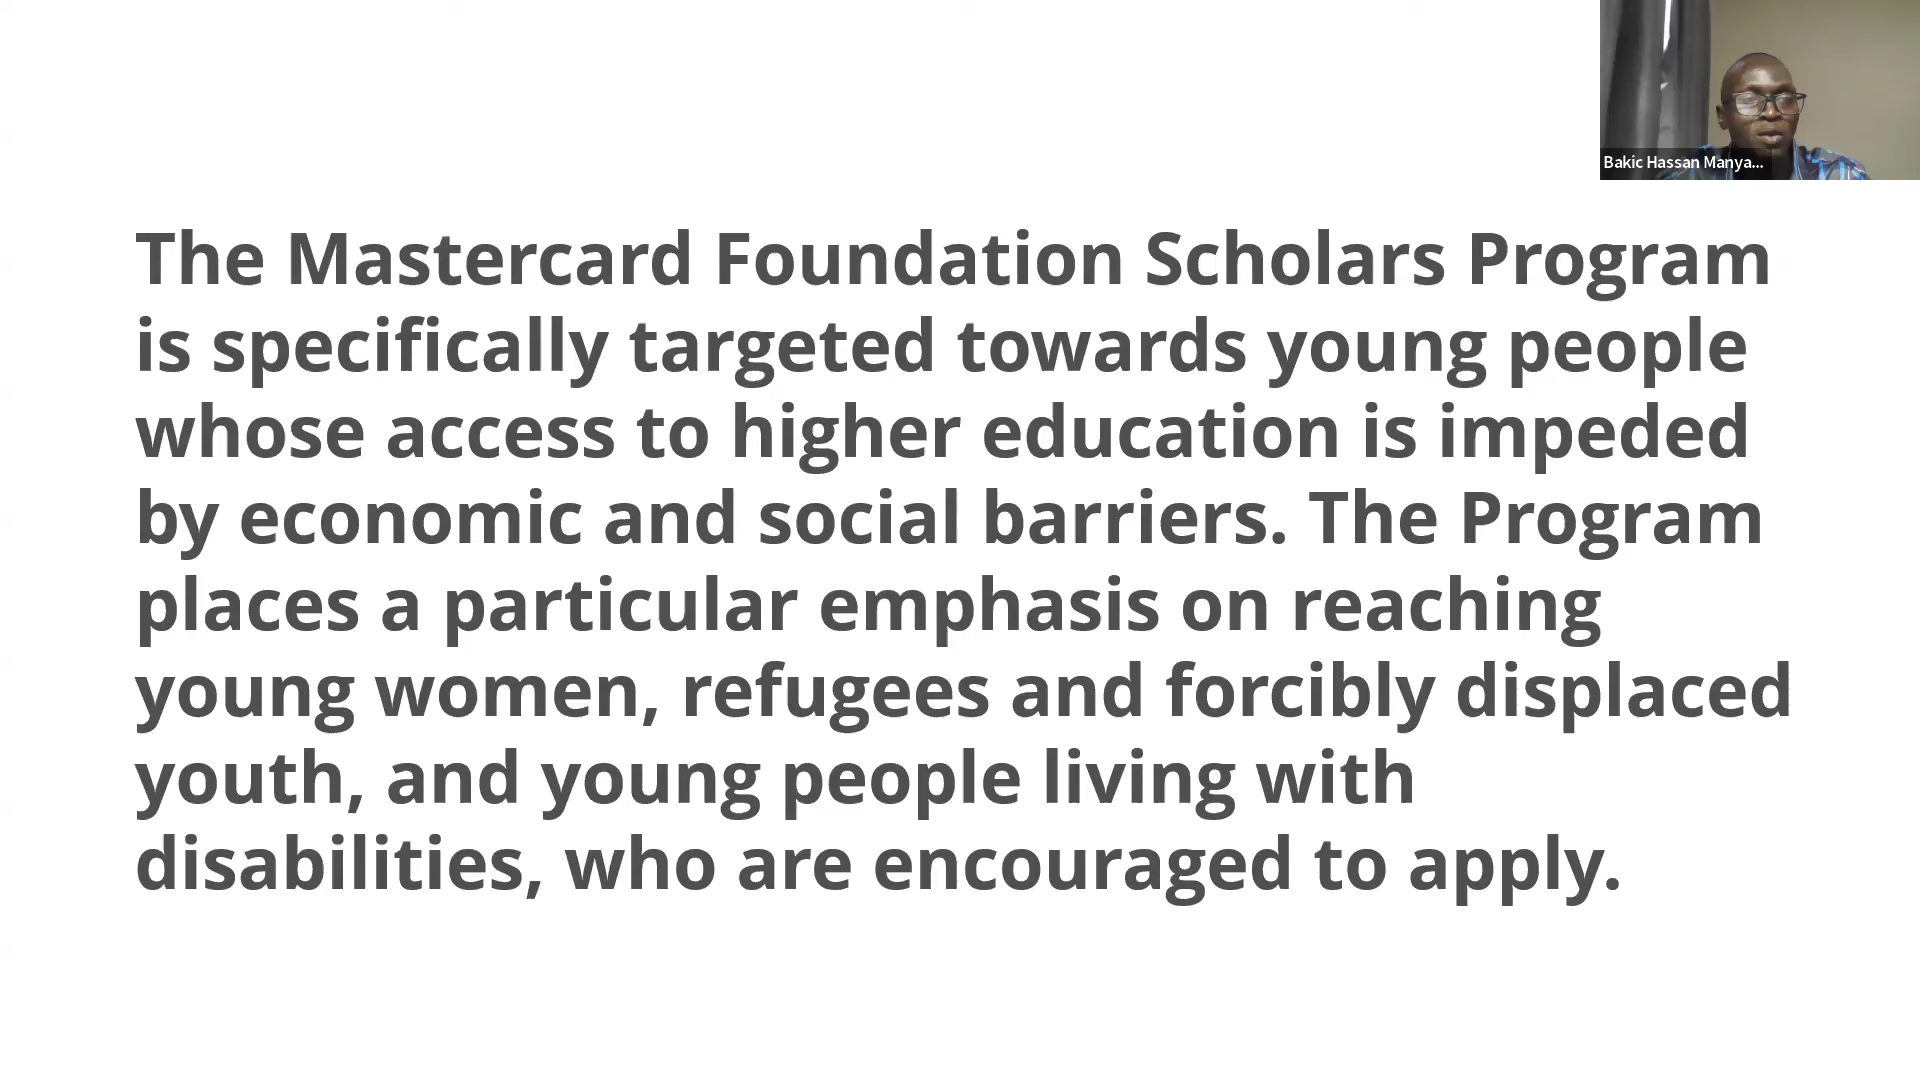 Bakic Hassan Manya...
The Mastercard Foundation Scholars Program
is specifically targeted towards young people
whose access to higher education is impeded
by economic and social barriers. The Program
places a particular emphasis on reaching
young women, refugees and forcibly displaced
youth, and young people living with
disabilities, who are encouraged to apply.